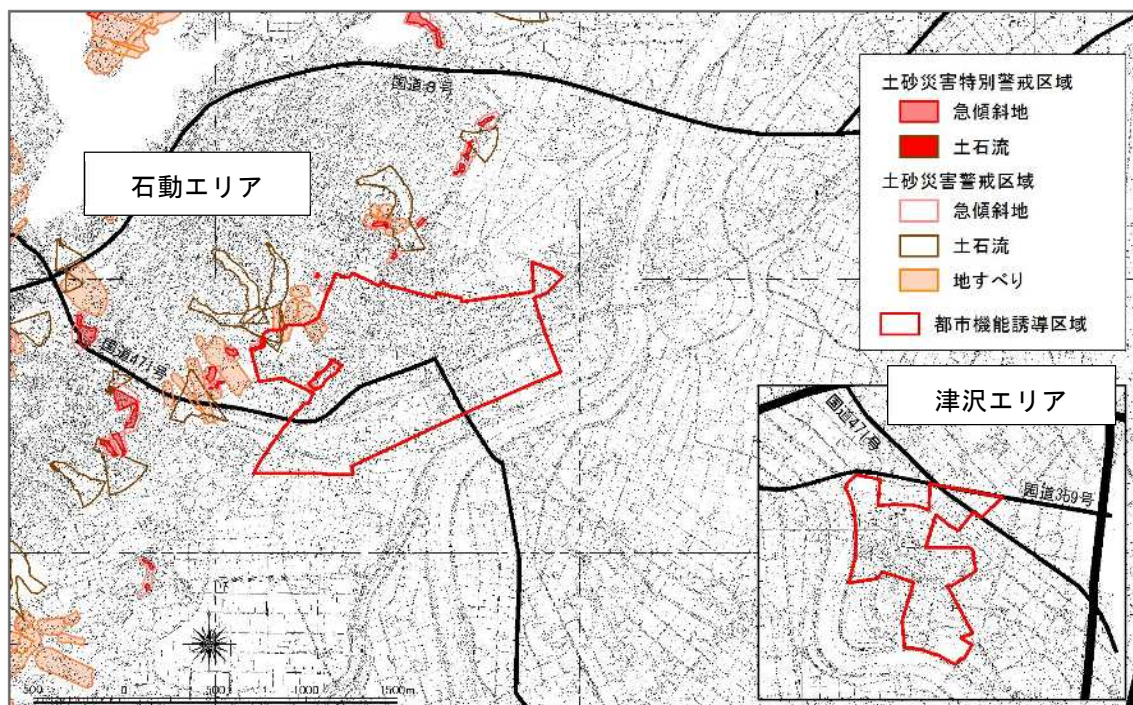 国道8号
石動エリア
国道471号
土砂災害特別警戒区域
急傾斜地
土石流
土砂災害警戒区域
急傾斜地
土石流
地すべり
都市機能誘導区域
津沢エリア
国道471号
国道359号
500 0 500 1000 1500m